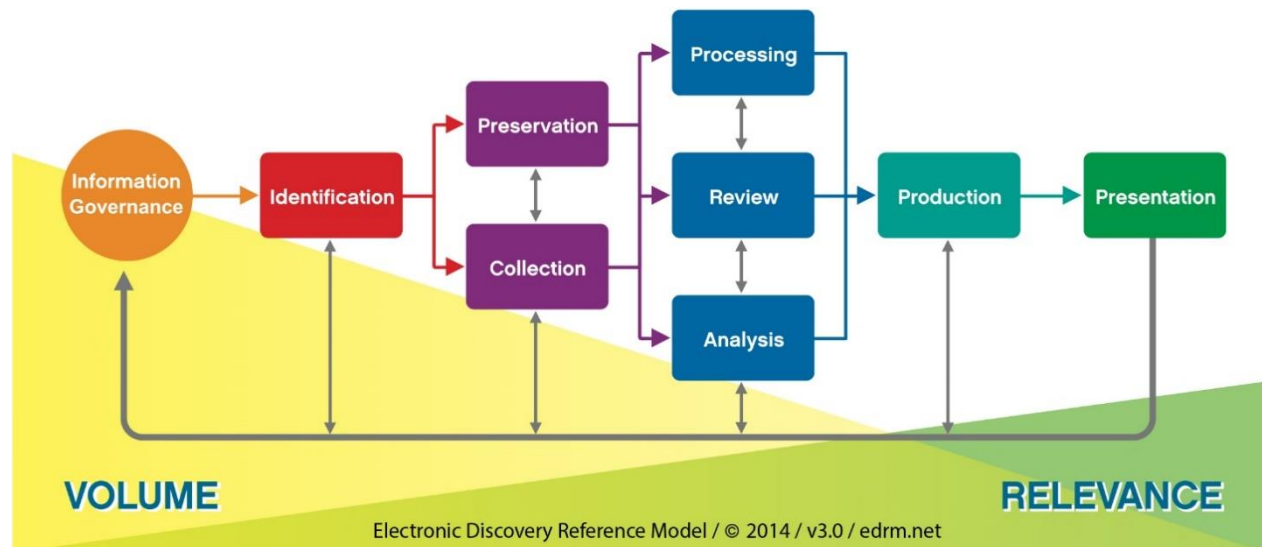 Processing
Preservation
Information
Governance
Identification
Review
Production
Presentation
Collection
Analysis
VOLUME
RELEVANCE
Electronic Discovery Reference Model / © 2014 / v3.0 / edrm.net